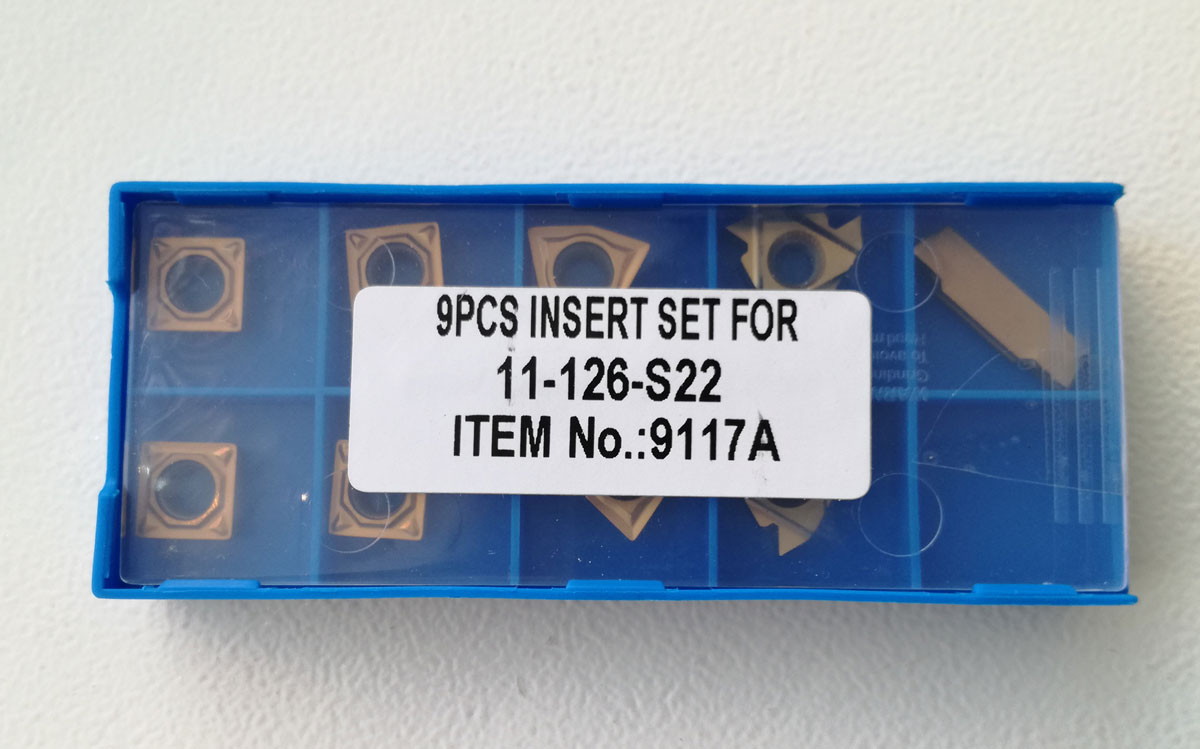 9PCS INSERT SET FOR
11-126-S22
ITEM No.:9117A